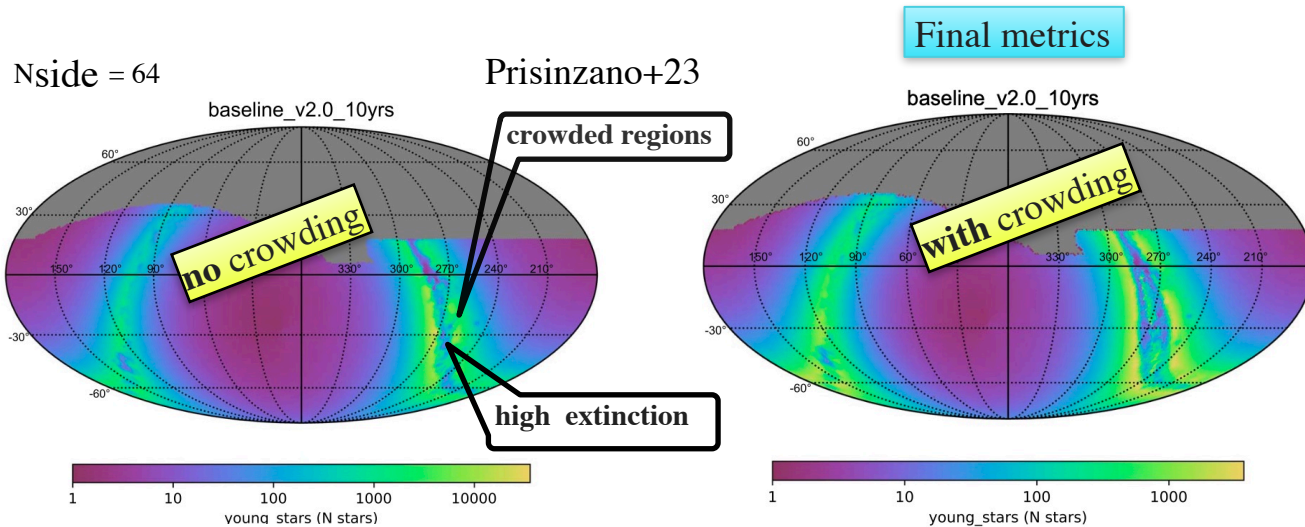 Final metrics
Nside = 64
Prisinzano+23
baseline_v2.0_10yrs
60°
30°
150° 120° 90° 330° 300° 270° 240° 210°
-30°
-60°
no crowding
crowded regions
high extinction
1 10 100 1000 10000
young_stars (N stars)
baseline_v2.0_10yrs
60°
30°
150° 120° 90° 330° 300° 270° 240° 210°
-30°
-60°
with crowding
1 10 100 1000
young_stars (N stars)